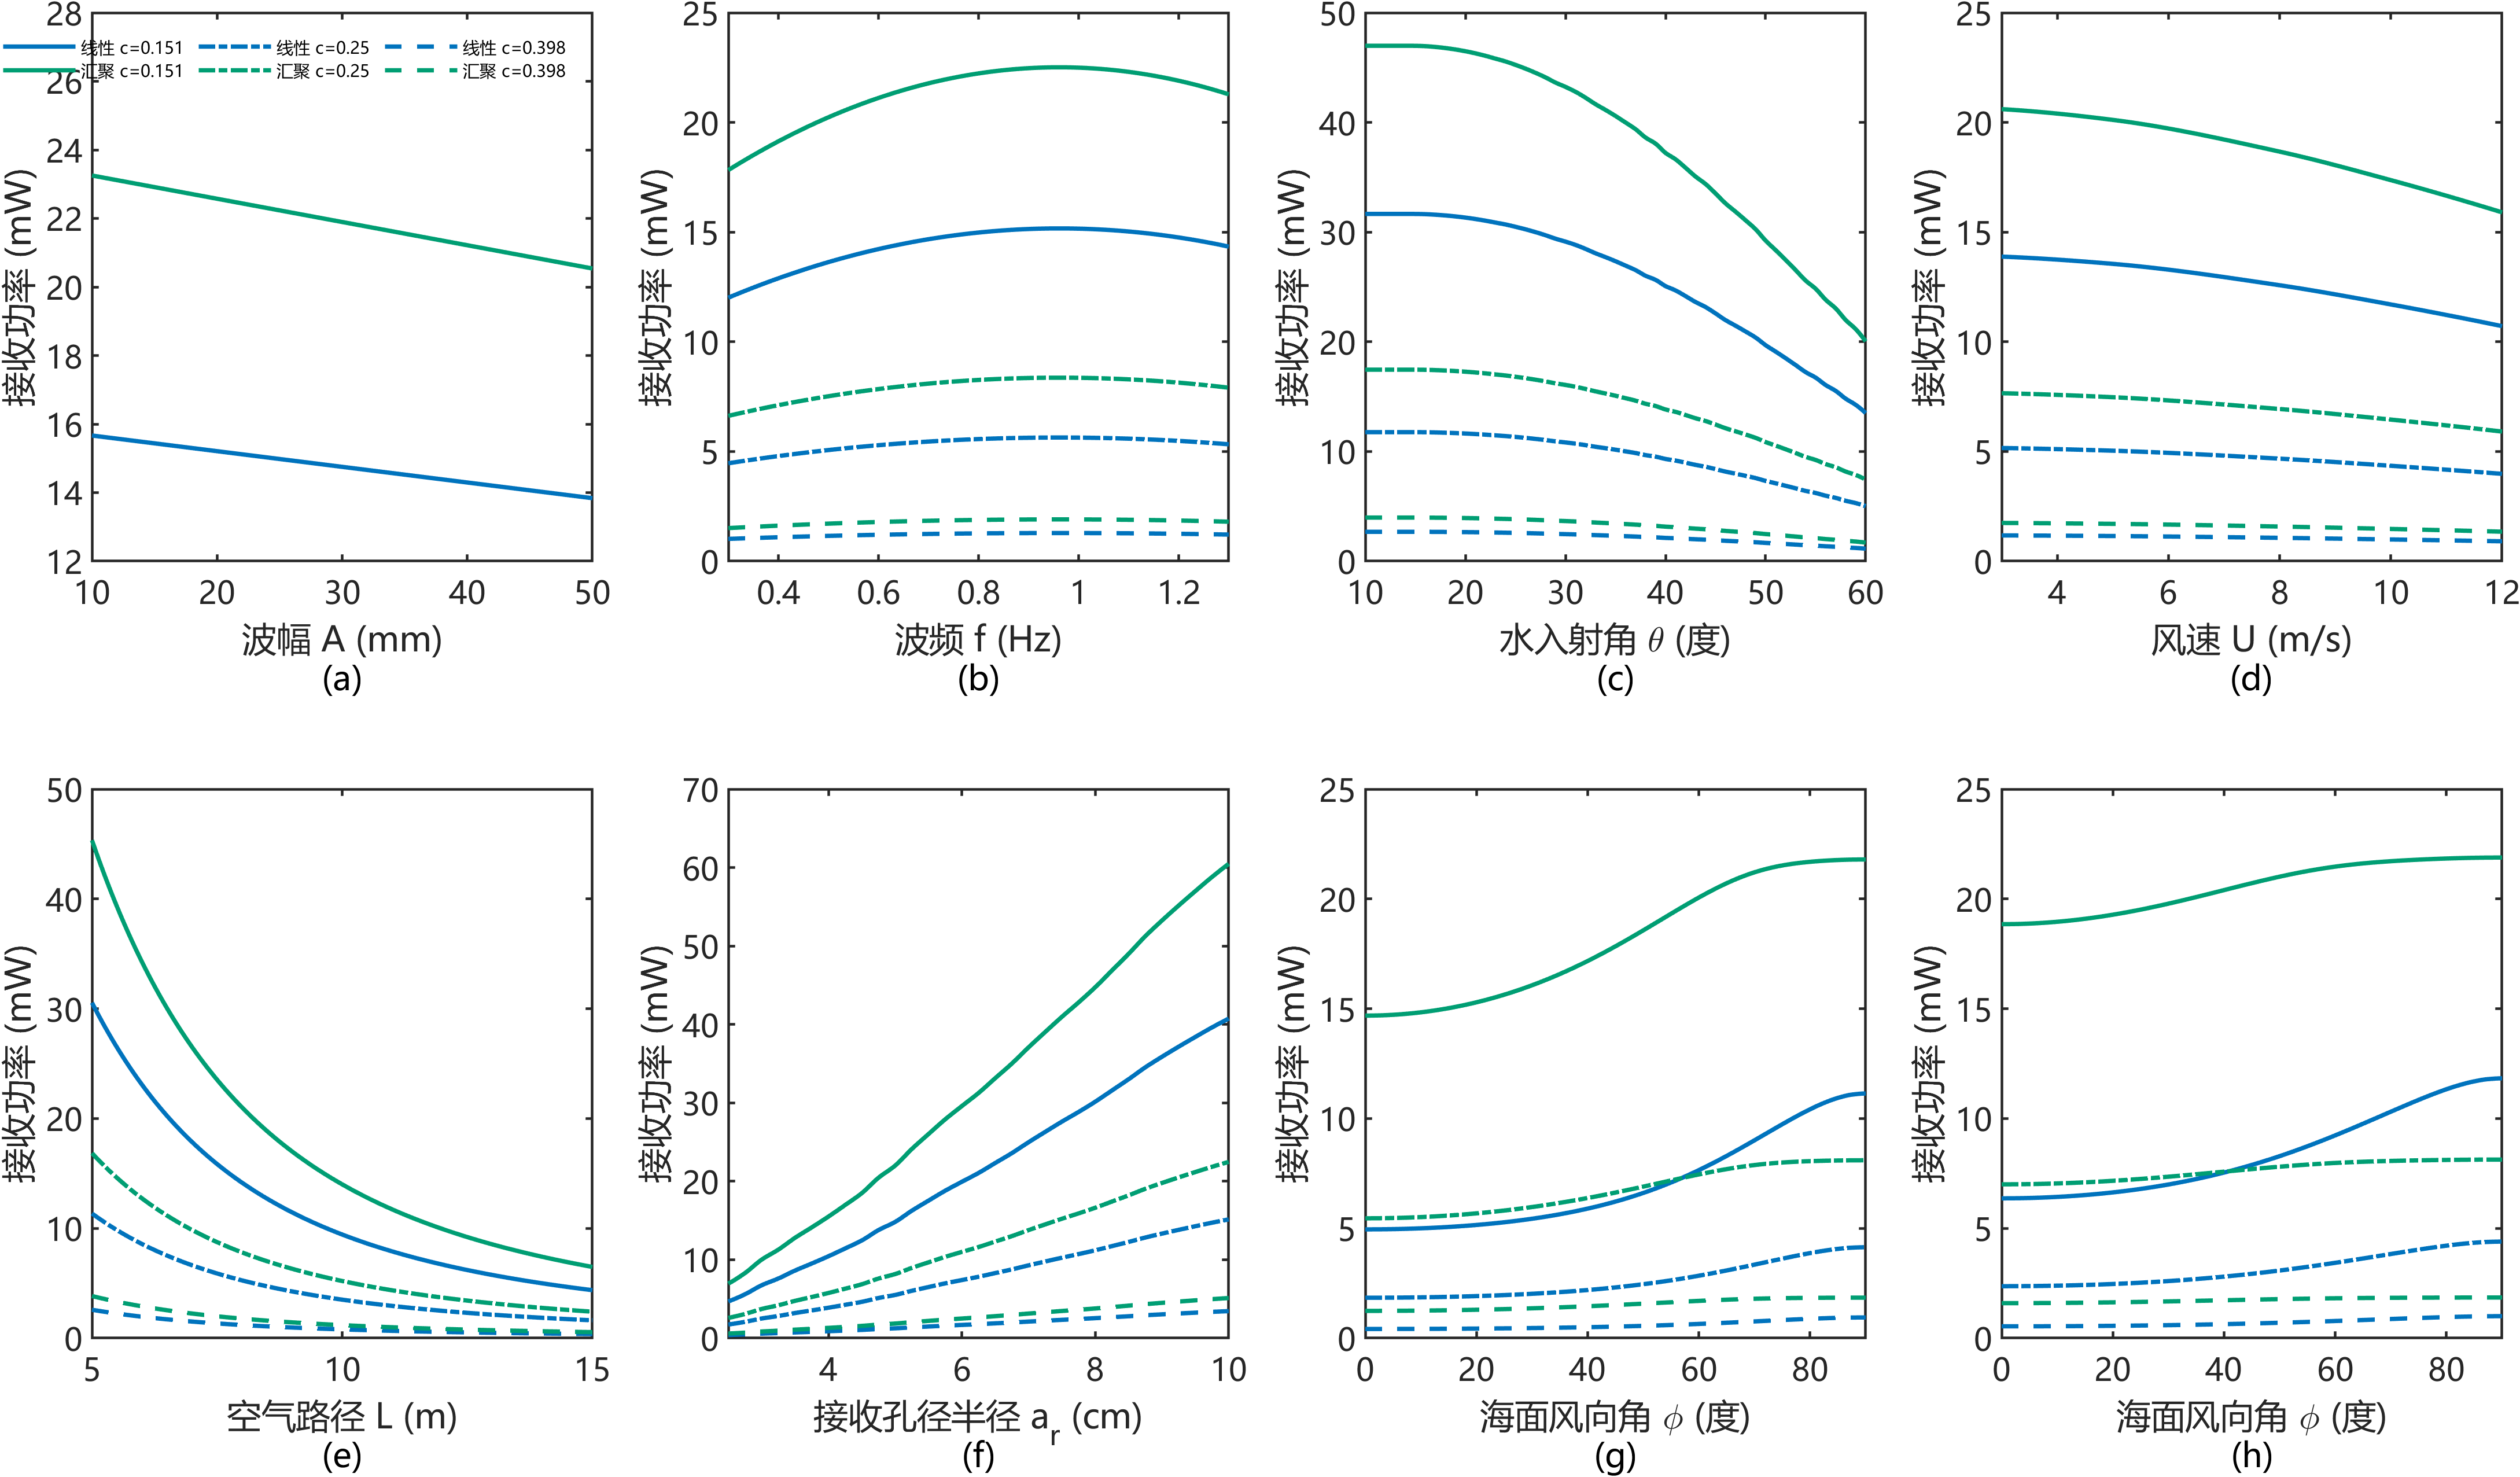 28
26
24
22
20
18
16
14
12
线性 c=0.151 线性 c=0.25 线性 c=0.398
汇聚 c=0.151 汇聚 c=0.25 汇聚 c=0.398
接收功率 (mW)
10 20 30 40 50
波幅 A (mm)
(a)
25
20
15
10
5
0
接收功率 (mW)
0.4 0.6 0.8 1 1.2
波频 f (Hz)
(b)
50
40
30
20
10
0
接收功率 (mW)
10 20 30 40 50 60
水入射角 θ (度)
(c)
25
20
15
10
5
0
接收功率 (mW)
4 6 8 10 12
风速 U (m/s)
(d)
50
40
30
20
10
0
接收功率 (mW)
5 10 15
空气路径 L (m)
(e)
70
60
50
40
30
20
10
0
接收功率 (mW)
4 6 8 10
接收孔径半径 a_r (cm)
(f)
25
20
15
10
5
0
接收功率 (mW)
0 20 40 60 80
海面风向角 ϕ (度)
(g)
25
20
15
10
5
0
接收功率 (mW)
0 20 40 60 80
海面风向角 ϕ (度)
(h)